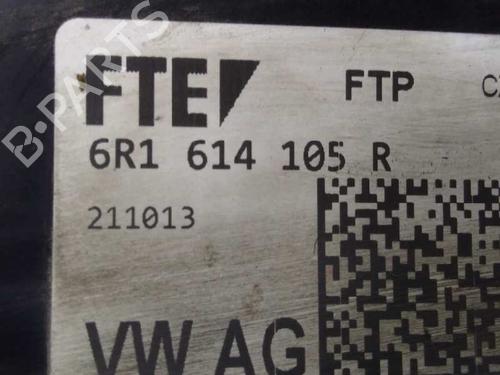 FTE
FTP
6R1 614 105 R
211013
VW AG
B-PARTS